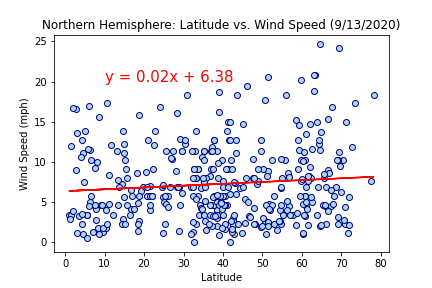 Northern Hemisphere: Latitude vs. Wind Speed (9/13/2020)
y = 0.02x + 6.38
25
20
15
10
5
0
Wind Speed (mph)
0 10 20 30 40 50 60 70 80
Latitude